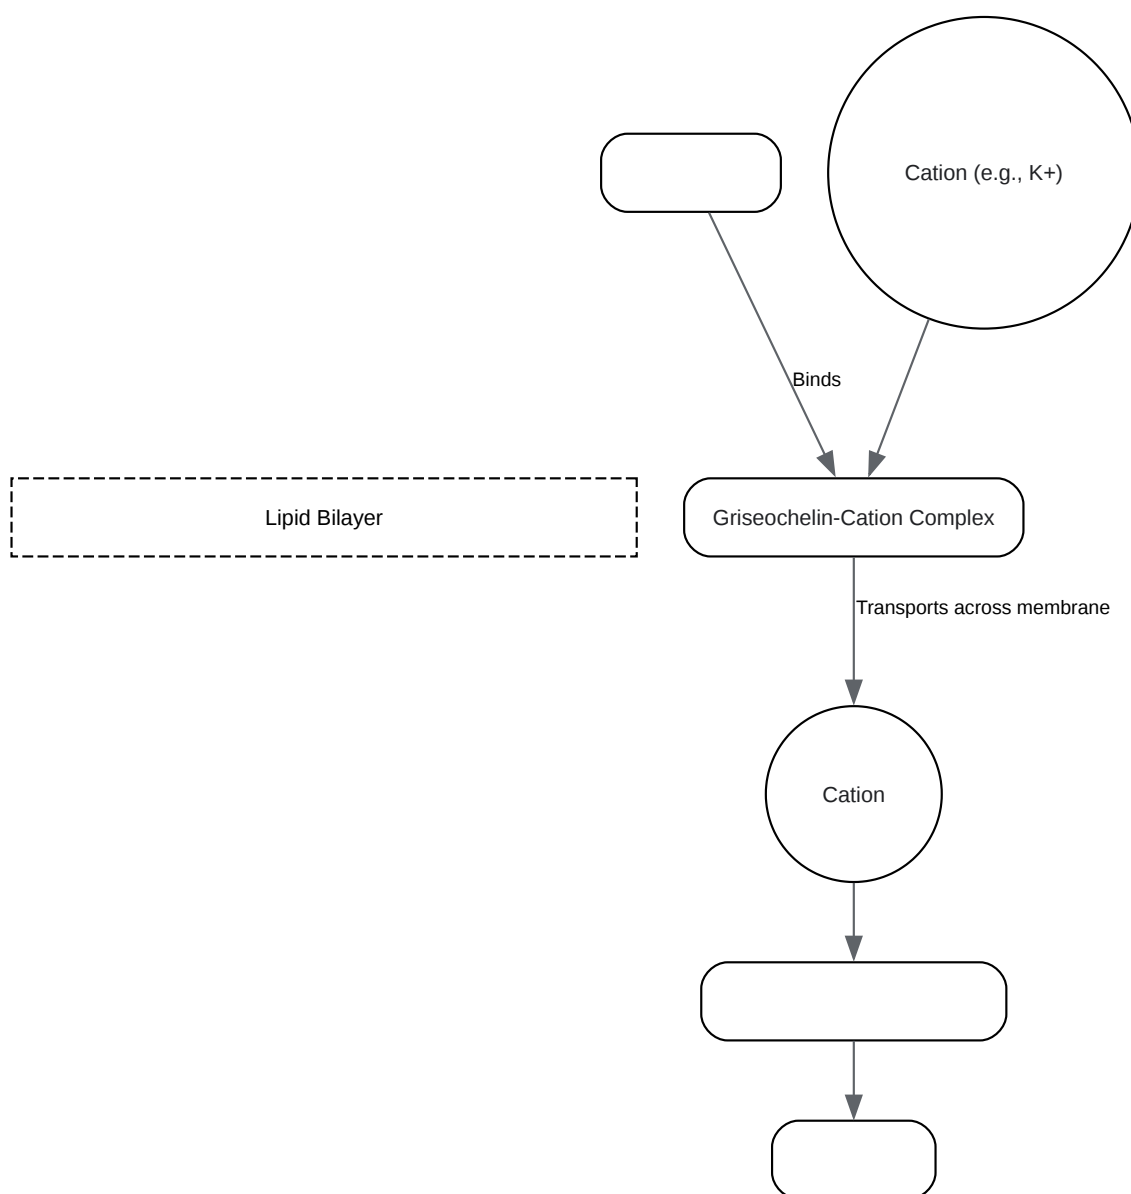 Cation (e.g., K+)
Binds
Lipid Bilayer
Griseochelin-Cation Complex
Transports across membrane
Cation